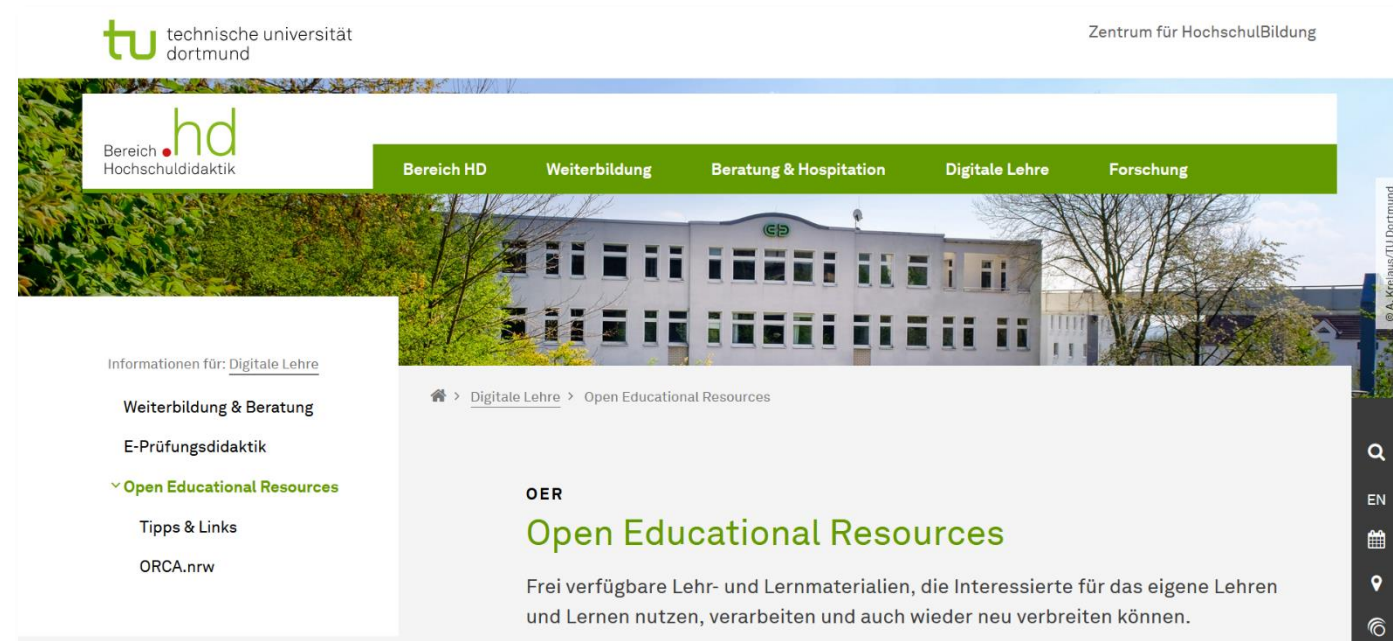 technische universität
dortmund
Zentrum für HochschulBildung
Bereich .hd
Hochschuldidaktik
Bereich HD Weiterbildung Beratung & Hospitation Digitale Lehre Forschung
© A. Krejaus/TU Dortmund
Informationen für: Digitale Lehre
Weiterbildung & Beratung
E-Prüfungsdidaktik
Open Educational Resources
Tipps & Links
ORCA.nrw
> Digitale Lehre > Open Educational Resources
OER
Open Educational Resources
Frei verfügbare Lehr- und Lernmaterialien, die Interessierte für das eigene Lehren
und Lernen nutzen, verarbeiten und auch wieder neu verbreiten können.
EN